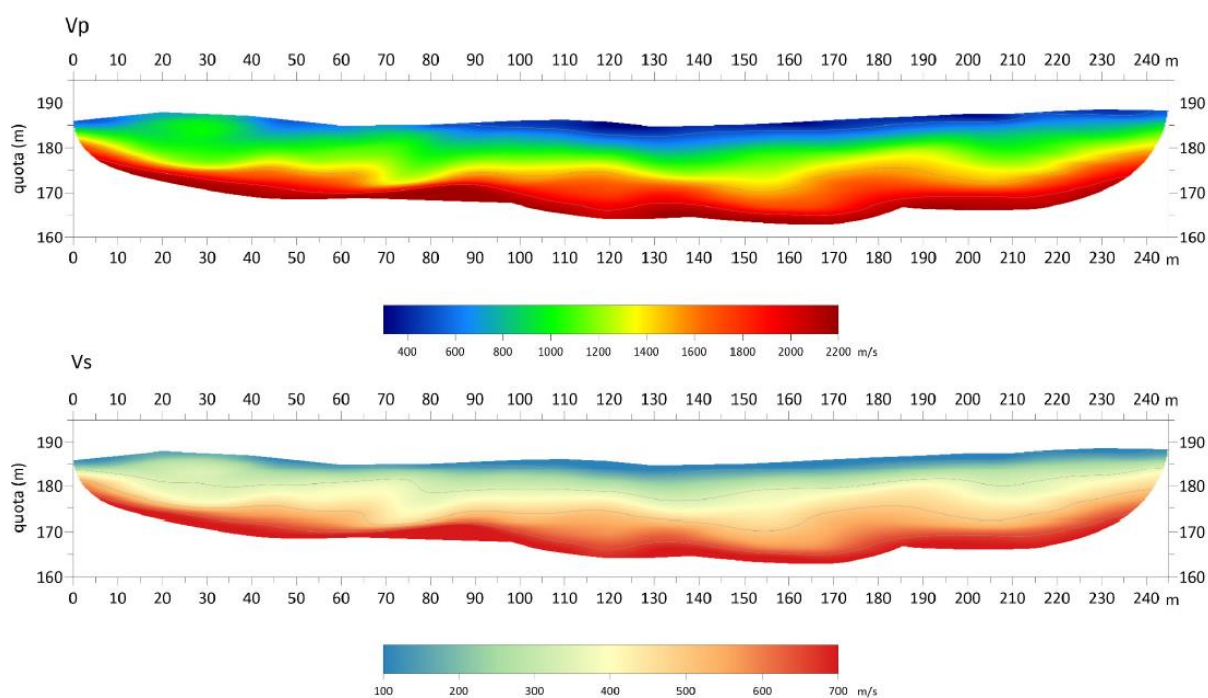 Vp
0 10 20 30 40 50 60 70 80 90 100 110 120 130 140 150 160 170 180 190 200 210 220 230 240 m
190 190
180 180
170 170
160 160
quota (m)
0 10 20 30 40 50 60 70 80 90 100 110 120 130 140 150 160 170 180 190 200 210 220 230 240 m
400 600 800 1000 1200 1400 1600 1800 2000 2200 m/s
Vs
0 10 20 30 40 50 60 70 80 90 100 110 120 130 140 150 160 170 180 190 200 210 220 230 240 m
190 190
180 180
170 170
160 160
quota (m)
0 10 20 30 40 50 60 70 80 90 100 110 120 130 140 150 160 170 180 190 200 210 220 230 240 m
100 200 300 400 500 600 700 m/s